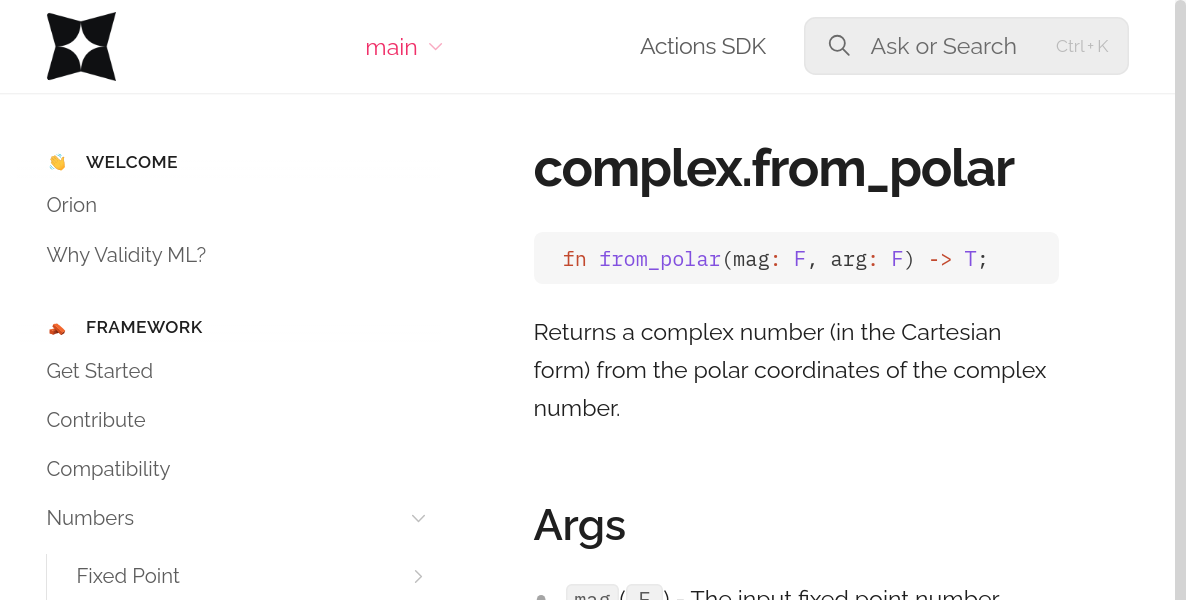 main
Actions SDK
Ask or Search
Ctrl + K
WELCOME
Orion
Why Validity ML?
FRAMEWORK
Get Started
Contribute
Compatibility
Numbers
Fixed Point
complex.from_polar
fn from_polar(mag: F, arg: F) -> T;
Returns a complex number (in the Cartesian
form) from the polar coordinates of the complex
number.
Args
mag(F) - The input fixed point number